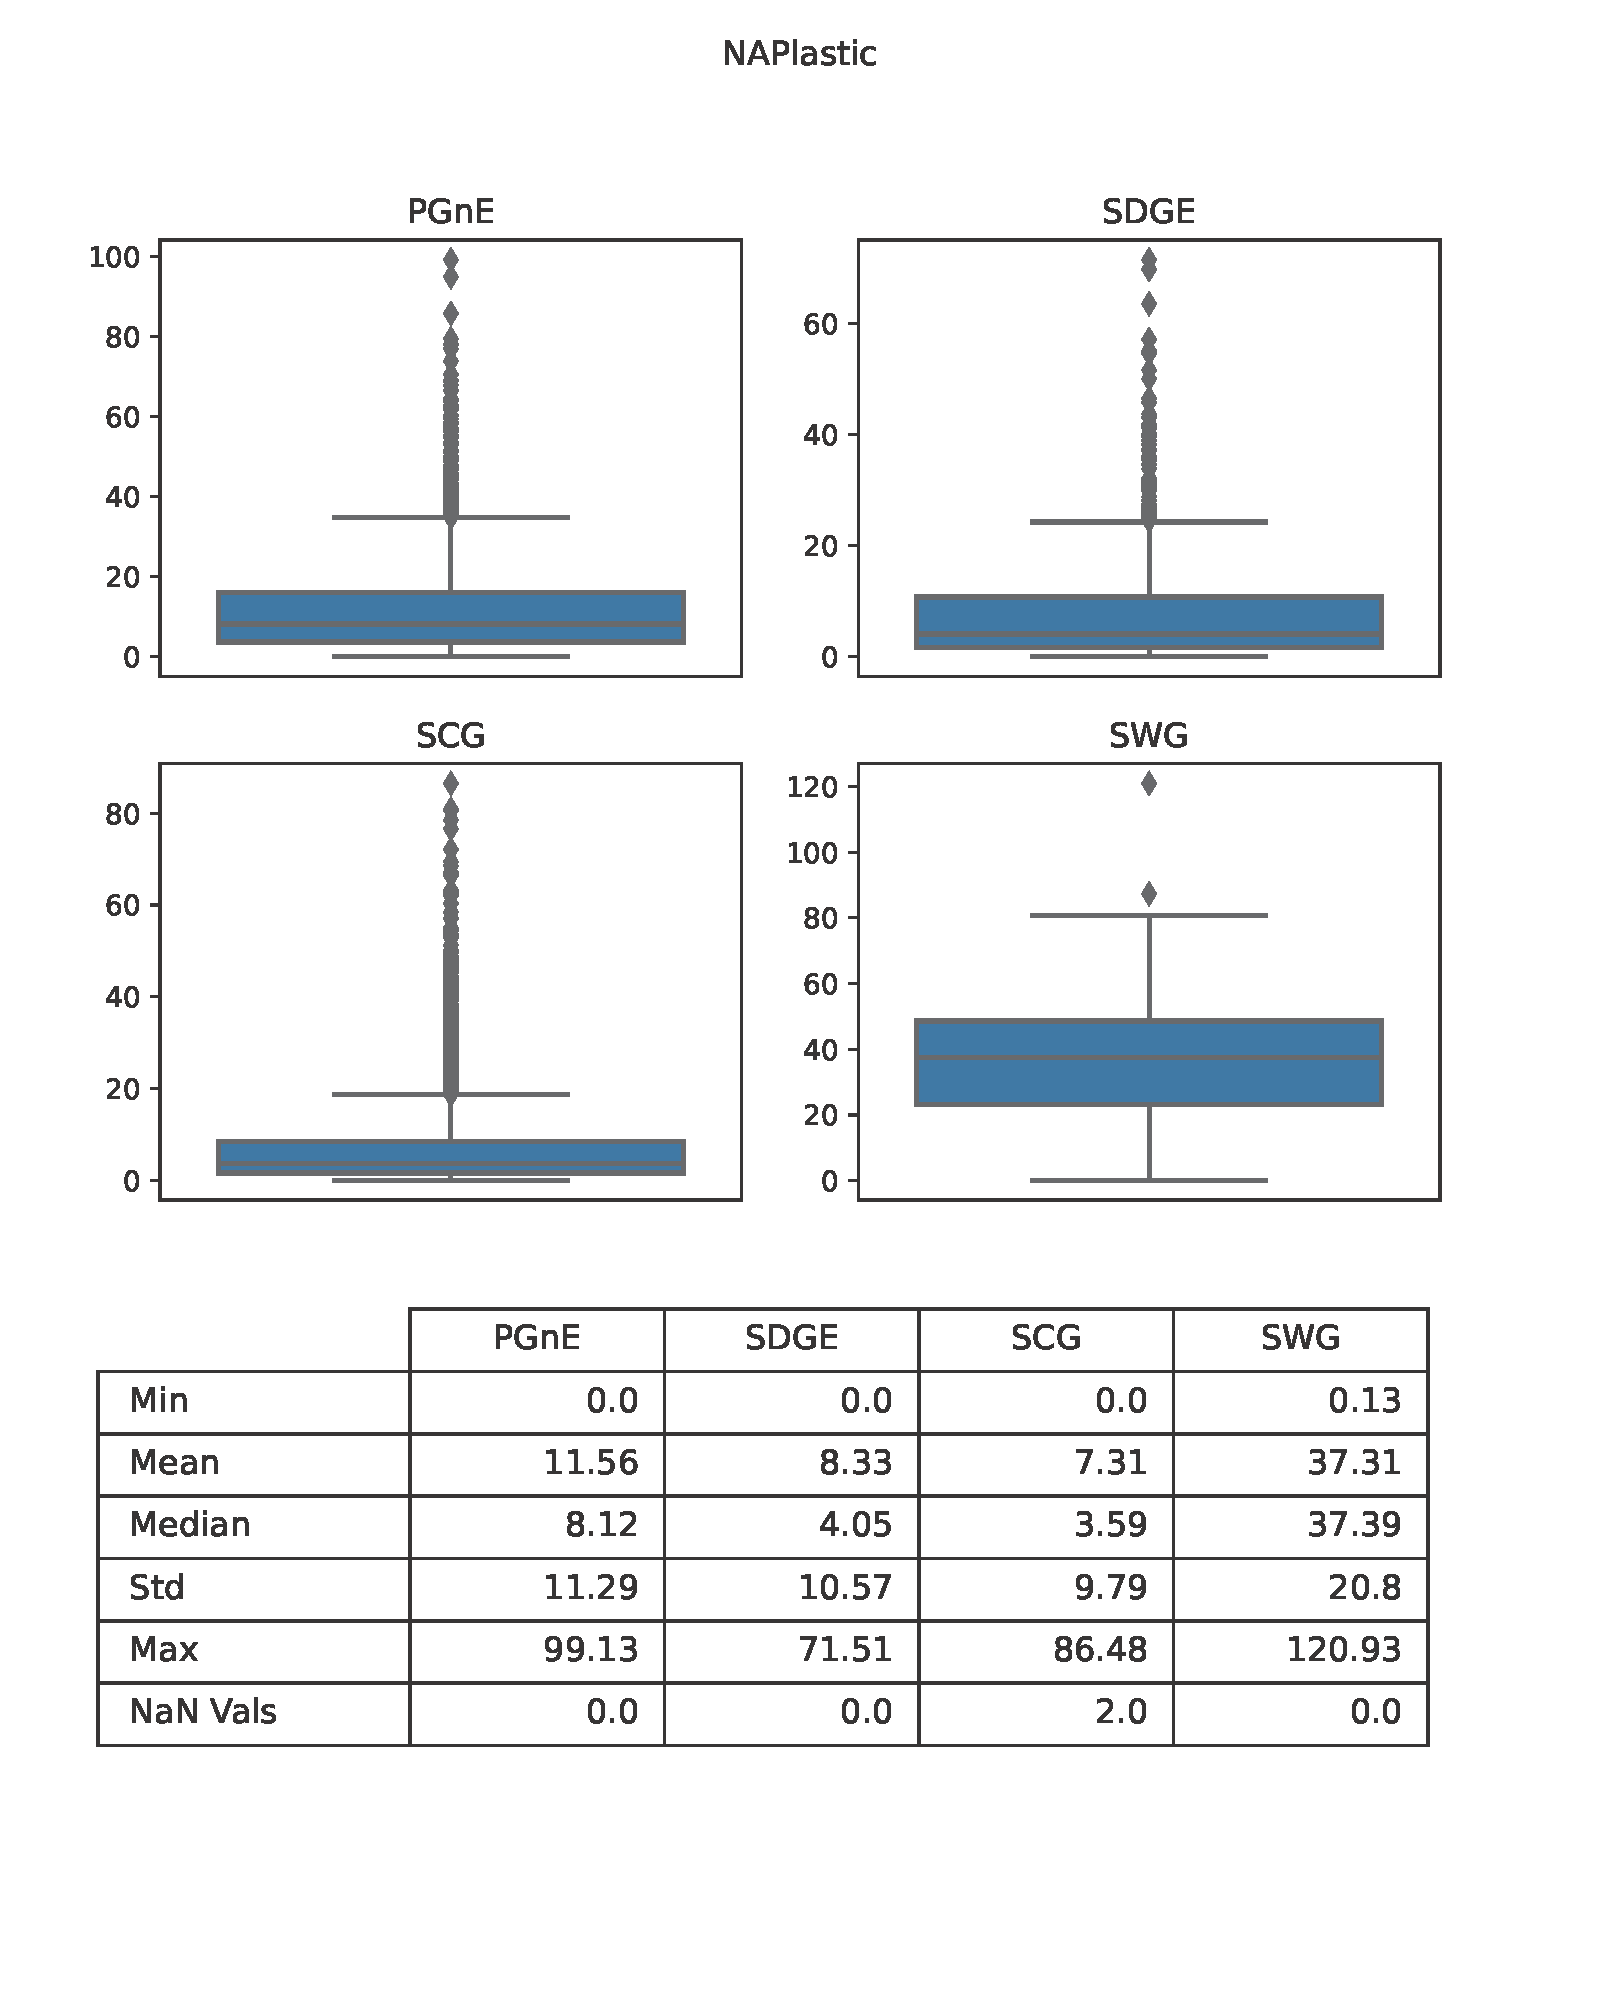 NAPlastic
PGnE
100
80
60
40
20
0
SDGE
60
40
20
0
SCG
80
60
40
20
0
SWG
120
100
80
60
40
20
0
PGnE SDGE SCG SWG
Min 0.0 0.0 0.0 0.13
Mean 11.56 8.33 7.31 37.31
Median 8.12 4.05 3.59 37.39
Std 11.29 10.57 9.79 20.8
Max 99.13 71.51 86.48 120.93
NaN Vals 0.0 0.0 2.0 0.0